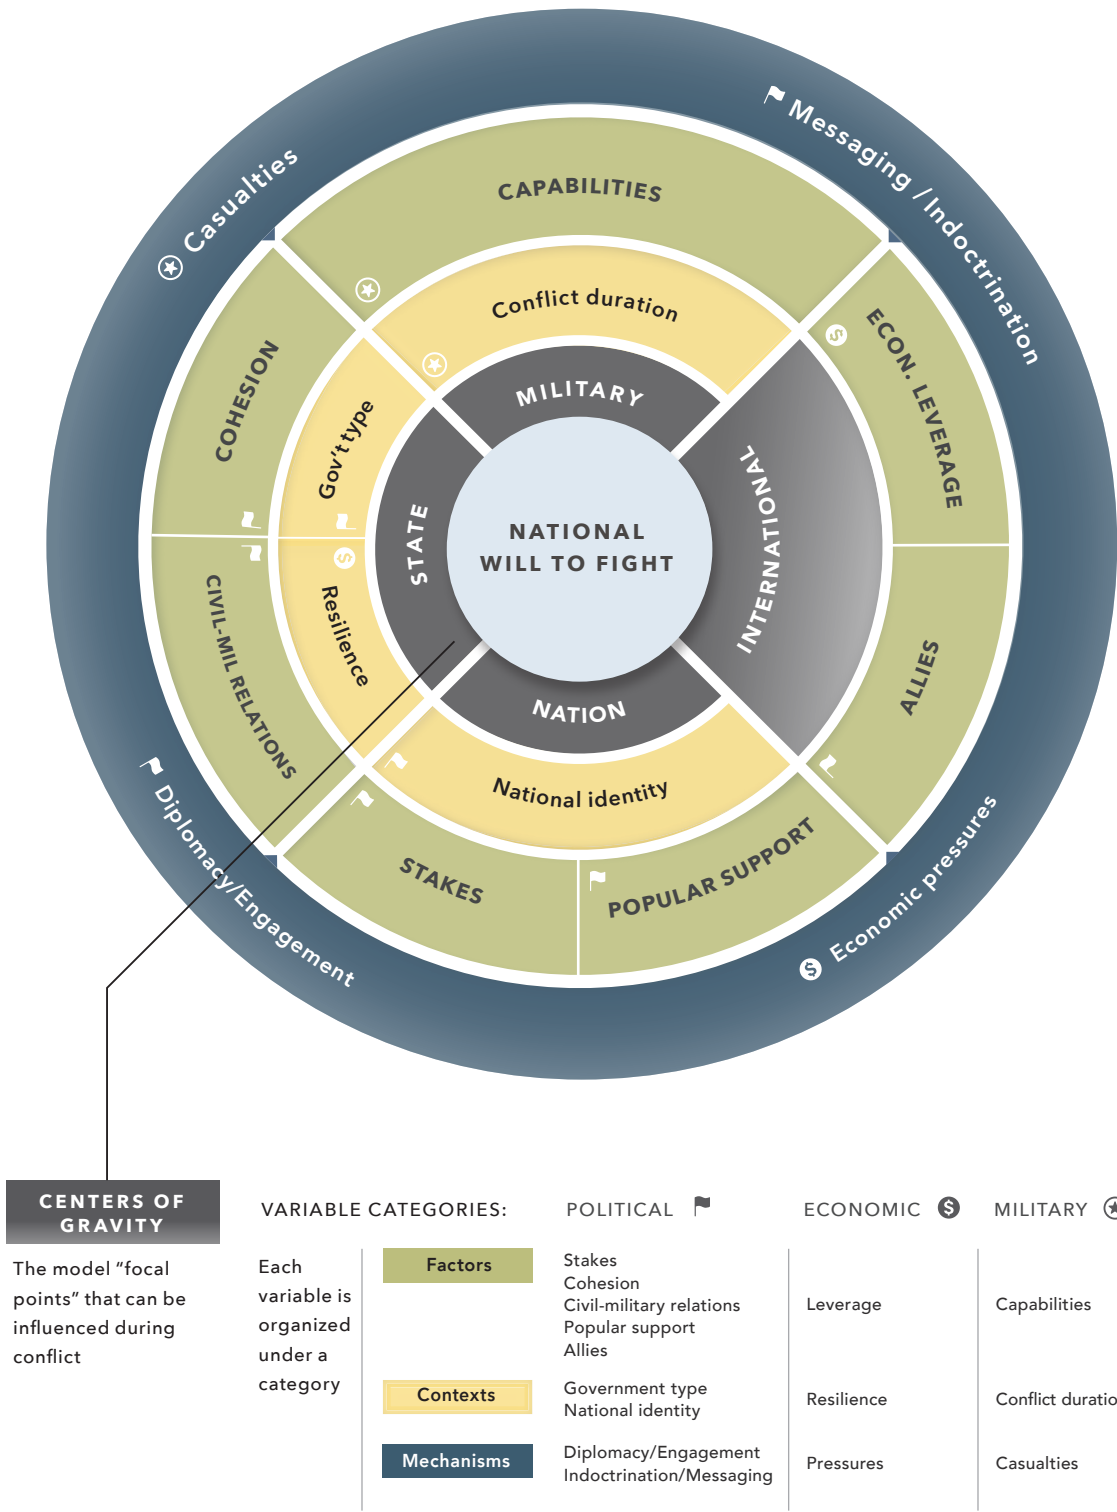 Messaging / Indoctrination
Casualties
CAPABILITIES
Conflict duration
ECON. LEVERAGE
COHESION
Gov't type
MILITARY
STATE
NATIONAL
WILL TO FIGHT
INTERNATIONAL
Resilience
CIVIL-MIL RELATIONS
ALLIES
NATION
National identity
STAKES
POPULAR SUPPORT
Diplomacy/Engagement
Economic pressures
CENTERS OF
GRAVITY
The model “focal
points” that can be
influenced during
conflict
VARIABLE CATEGORIES:
POLITICAL
ECONOMIC
MILITARY
Each
variable is
organized
under a
category
Factors
Stakes
Cohesion
Civil-military relations
Popular support
Allies
Leverage
Capabilities
Contexts
Government type
National identity
Resilience
Conflict duratio
Mechanisms
Diplomacy/Engagement
Indoctrination/Messaging
Pressures
Casualties